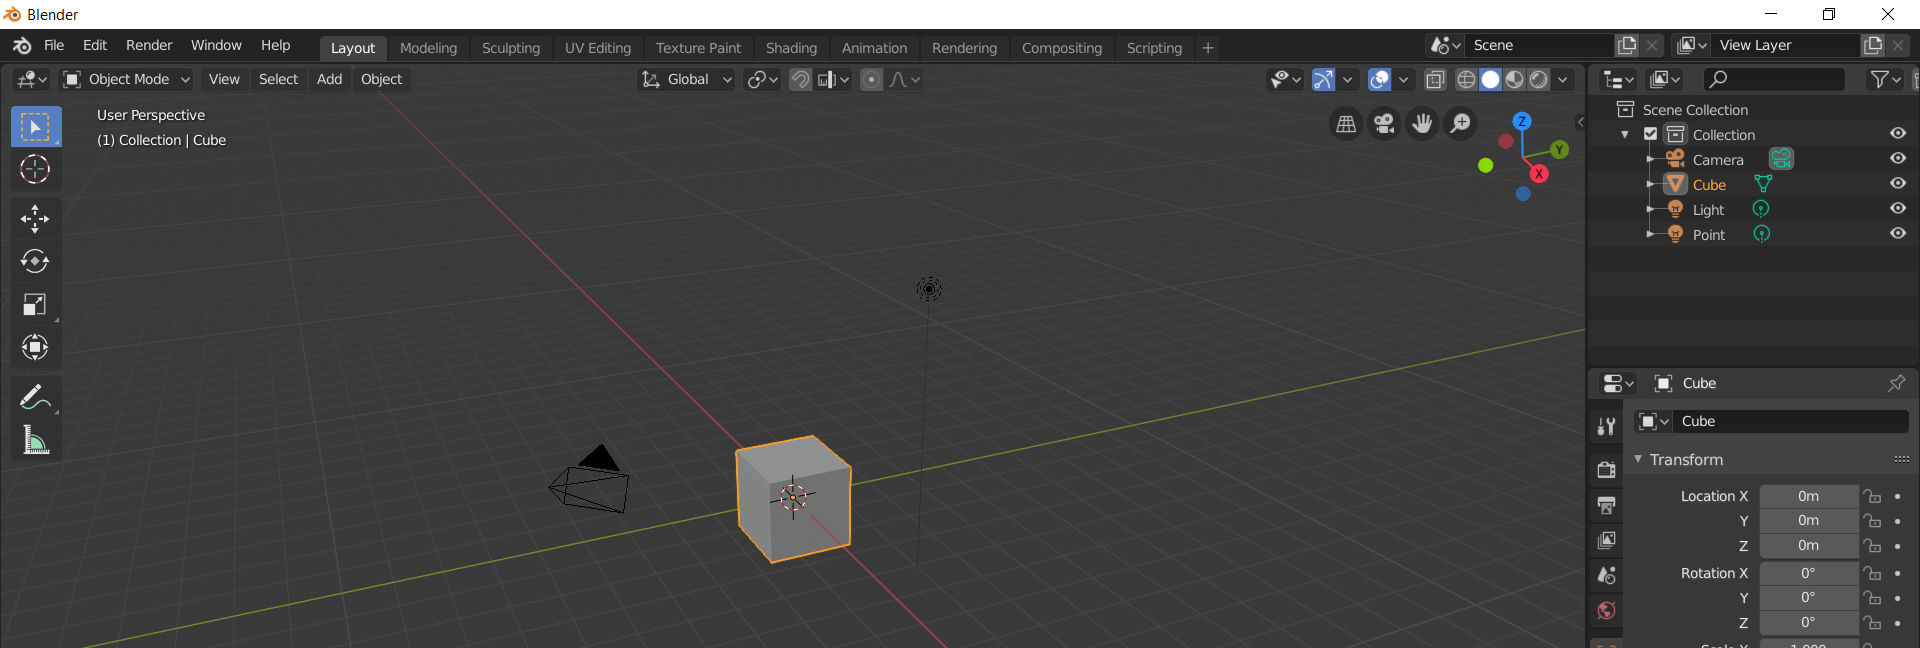 Blender
File Edit Render Window Help Layout Modeling Sculpting UV Editing Texture Paint Shading Animation Rendering Compositing Scripting + Scene View Layer
Object Mode View Select Add Object Global
User Perspective
(1) Collection | Cube
Z
Y
X
Scene Collection
Collection
Camera
Cube
Light
Point
Cube
Cube
Transform
Location X 0m
Y 0m
Z 0m
Rotation X 0°
Y 0°
Z 0°